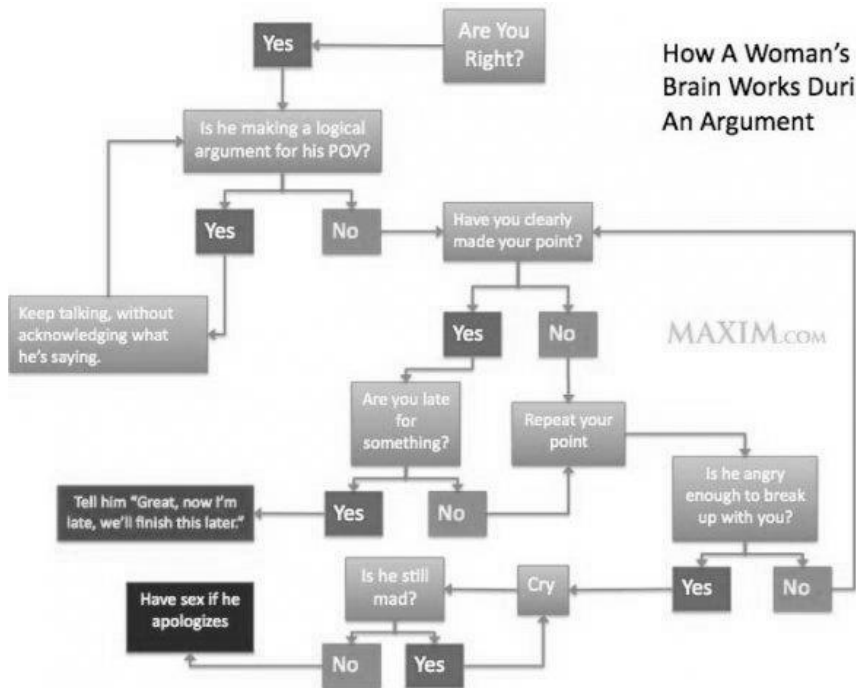 Are You
Right?
Yes
How A Woman's
Brain Works Duri
An Argument
Is he making a logical
argument for his POV?
Yes
No
Have you clearly
made your point?
Keep talking, without
acknowledging what
he's saying.
Yes
No
MAXIM.COM
Are you late
for
something?
Repeat your
point
Is he angry
enough to break
up with you?
Tell him "Great, now I'm
late, we'll finish this later."
Yes
No
Is he still
mad?
Cry
Yes
No
Have sex if he
apologizes
No
Yes